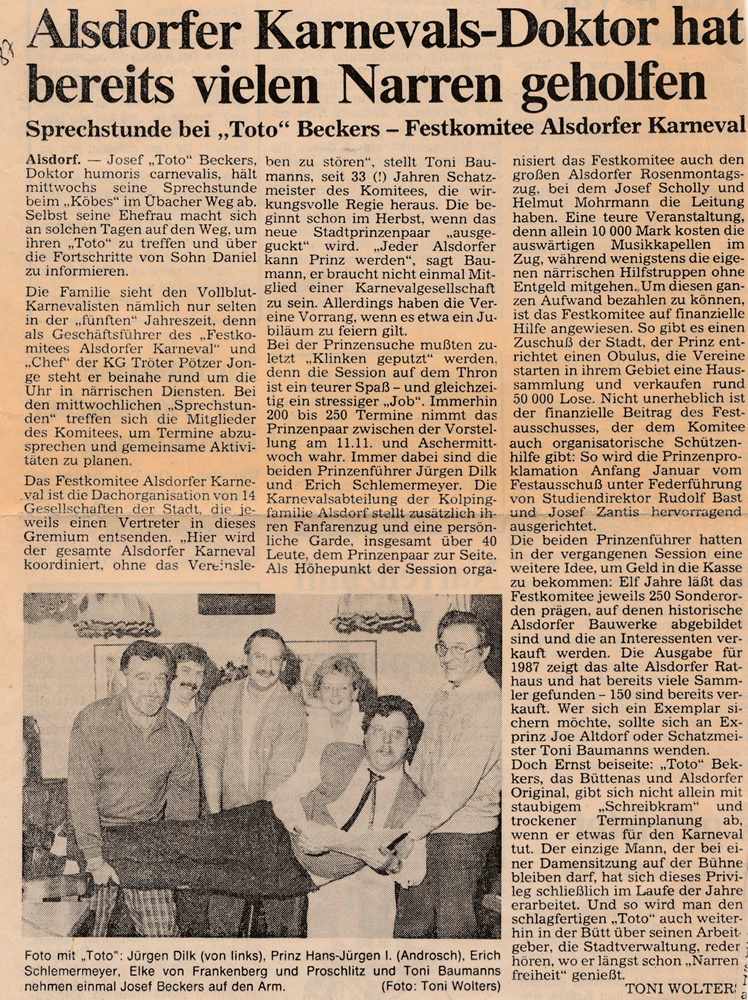 87
Alsdorfer Karnevals-Doktor hat
bereits vielen Narren geholfen
Sprechstunde bei „Toto“ Beckers – Festkomitee Alsdorfer Karneval
Alsdorf. — Josef „Toto“ Beckers,
Doktor humoris carnevalis, hält
mittwochs seine Sprechstunde
beim „Köbes“ im Übacher Weg ab.
Selbst seine Ehefrau macht sich
an solchen Tagen auf den Weg, um
ihren „Toto“ zu treffen und über
die Fortschritte von Sohn Daniel
zu informieren.
Die Familie sieht den Vollblut-
Karnevalisten nämlich nur selten
in der „fünften“ Jahreszeit, denn
als Geschäftsführer des „Festko-
mitees Alsdorfer Karneval“ und
„Chef“ der KG Tröter Pötzer Jon-
ge steht er beinahe rund um die
Uhr in närrischen Diensten. Bei
den mittwochlichen „Sprechstun-
den“ treffen sich die Mitglieder
des Komitees, um Termine abzu-
sprechen und gemeinsame Aktivi-
täten zu planen.
Das Festkomitee Alsdorfer Karne-
val ist die Dachorganisation von 14
Gesellschaften der Stadt, die je-
weils einen Vertreter in dieses
Gremium entsenden. „Hier wird
der gesamte Alsdorfer Karneval
koordiniert, ohne das Vereinsle-
ben zu stören“, stellt Toni Bau-
manns, seit 33 (!) Jahren Schatz-
meister des Komitees, die wir-
kungsvolle Regie heraus. Die be-
ginnt schon im Herbst, wenn das
neue Stadtprinzenpaar „ausge-
guckt“ wird. „Jeder Alsdorfer
kann Prinz werden“, sagt Bau-
mann, er braucht nicht einmal Mit-
glied einer Karnevalgesellschaft
zu sein. Allerdings haben die Ver-
eine Vorrang, wenn es etwa ein Ju-
biläum zu feiern gilt.
Bei der Prinzensuche mußten zu-
letzt „Klinken geputzt“ werden,
denn die Session auf dem Thron
ist ein teurer Spaß – und gleichzei-
tig ein stressiger „Job“. Immerhin
200 bis 250 Termine nimmt das
Prinzenpaar zwischen der Vorstel-
lung am 11.11. und Aschermitt-
woch wahr. Immer dabei sind die
beiden Prinzenführer Jürgen Dilk
und Erich Schlemermeyer. Die
Karnevalsabteilung der Kolping-
familie Alsdorf stellt zusätzlich ih-
ren Fanfarenzug und eine persön-
liche Garde, insgesamt über 40
Leute, dem Prinzenpaar zur Seite.
Als Höhepunkt der Session orga-
nisiert das Festkomitee auch den
großen Alsdorfer Rosenmontags-
zug, bei dem Josef Scholly und
Helmut Mohrmann die Leitung
haben. Eine teure Veranstaltung,
denn allein 10 000 Mark kosten die
auswärtigen Musikkapellen im
Zug, während wenigstens die eige-
nen närrischen Hilfstruppen ohne
Entgeld mitgehen. Um diesen gan-
zen Aufwand bezahlen zu können,
ist das Festkomitee auf finanzielle
Hilfe angewiesen. So gibt es einen
Zuschuß der Stadt, der Prinz ent-
richtet einen Obulus, die Vereine
starten in ihrem Gebiet eine Haus-
sammlung und verkaufen rund
50 000 Lose. Nicht unerheblich ist
der finanzielle Beitrag des Fest-
ausschusses, der dem Komitee
auch organisatorische Schützen-
hilfe gibt: So wird die Prinzenpro-
klamation Anfang Januar vom
Festausschuß unter Federführung
von Studiendirektor Rudolf Bast
und Josef Zantis hervorragend
ausgerichtet.
Die beiden Prinzenführer hatten
in der vergangenen Session eine
weitere Idee, um Geld in die Kasse
zu bekommen: Elf Jahre läßt das
Festkomitee jeweils 250 Sonderor-
den prägen, auf denen historische
Alsdorfer Bauwerke abgebildet
sind und die an Interessenten ver-
kauft werden. Die Ausgabe für
1987 zeigt das alte Alsdorfer Rat-
haus und hat bereits viele Samm-
ler gefunden – 150 sind bereits ver-
kauft. Wer sich ein Exemplar si-
chern möchte, sollte sich an Ex-
prinz Joe Altdorf oder Schatzmei-
ster Toni Baumanns wenden.
Doch Ernst beiseite: „Toto“ Bek-
kers, das Büttenas und Alsdorfer
Original, gibt sich nicht allein mit
staubigem „Schreibkram“ und
trockener Terminplanung ab,
wenn er etwas für den Karneval
tut. Der einzige Mann, der bei ei-
ner Damensitzung auf der Bühne
bleiben darf, hat sich dieses Privi-
leg schließlich im Laufe der Jahre
erarbeitet. Und so wird man den
schlagfertigen „Toto“ auch weiter-
hin in der Bütt über seinen Arbeit-
geber, die Stadtverwaltung, reden
hören, wo er längst schon „Narren-
freiheit“ genießt.
TONI WOLTERS
Foto mit „Toto“: Jürgen Dilk (von links), Prinz Hans-Jürgen I. (Androsch), Erich
Schlemermeyer, Elke von Frankenberg und Proschlitz und Toni Baumanns
nehmen einmal Josef Beckers auf den Arm. (Foto: Toni Wolters)